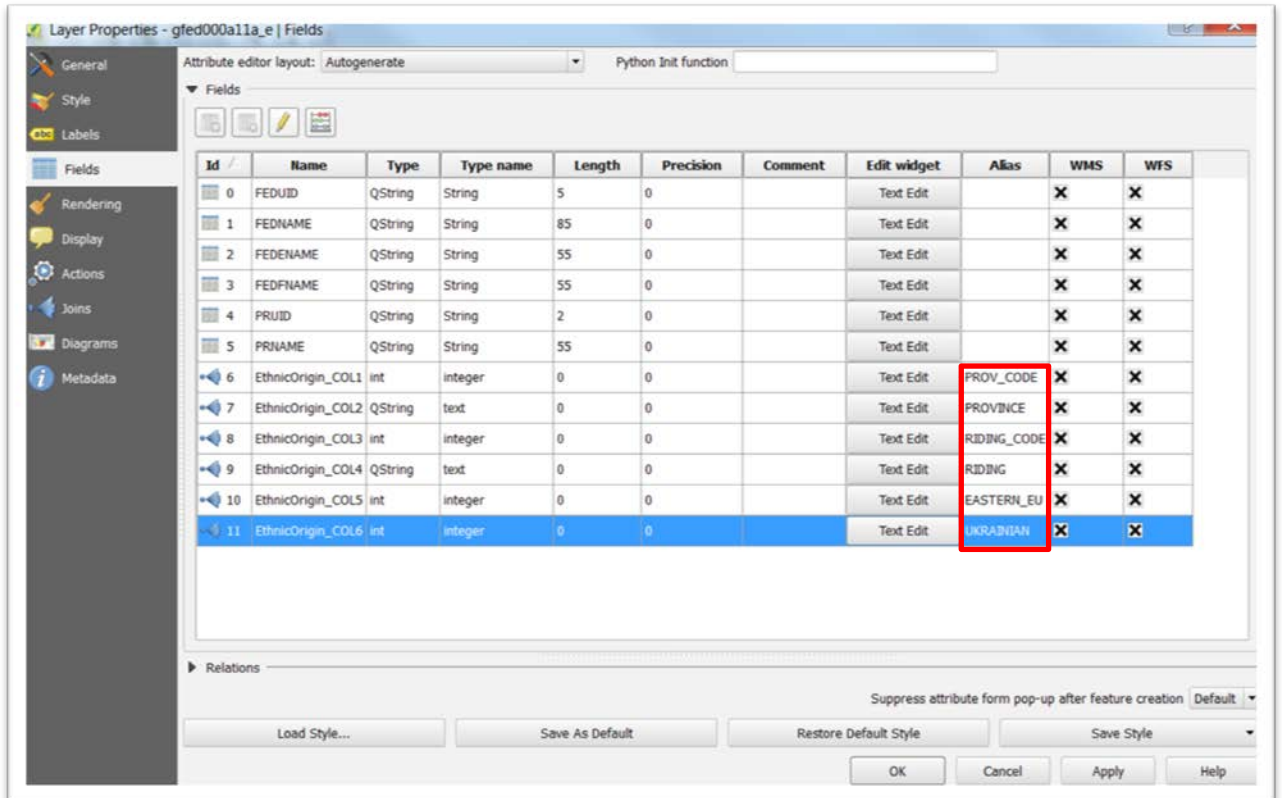 Layer Properties - gfed000a11a_e | Fields
General
Style
abc Labels
Fields
Rendering
Display
Actions
Joins
Diagrams
Metadata
Attribute editor layout: Autogenerate Python Init function
Fields
Id Name Type Type name Length Precision Comment Edit widget Alias WMS WFS
0 FEDUID QString String 5 0 Text Edit
1 FEDNAME QString String 85 0 Text Edit
2 FEDENAME QString String 55 0 Text Edit
3 FEDFNAME QString String 55 0 Text Edit
4 PRUID QString String 2 0 Text Edit
5 PRNAME QString String 55 0 Text Edit
6 EthnicOrigin_COL1 int integer 0 0 Text Edit PROV_CODE
7 EthnicOrigin_COL2 QString text 0 0 Text Edit PROVINCE
8 EthnicOrigin_COL3 int integer 0 0 Text Edit RIDING_CODE
9 EthnicOrigin_COL4 QString text 0 0 Text Edit RIDING
10 EthnicOrigin_COL5 int integer 0 0 Text Edit EASTERN_EU
11 EthnicOrigin_COL6 int integer 0 0 Text Edit UKRAINIAN
Relations
Suppress attribute form pop-up after feature creation Default
Load Style... Save As Default Restore Default Style Save Style
OK Cancel Apply Help